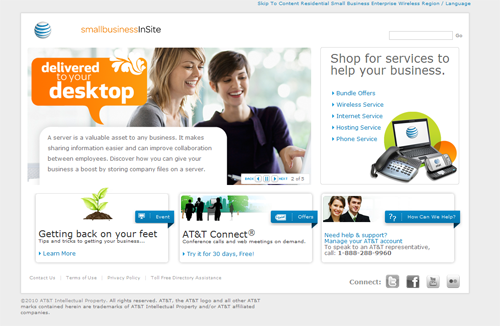 Skip To Content Residential Small Business Enterprise Wireless Region / Language
smallbusinessInSite
Go
delivered
to your
desktop
A server is a valuable asset to any business. It makes
sharing information easier and can improve collaboration
between employees. Discover how you can give your
business a boost by storing company files on a server.
BACK
NEXT
2 of 5
Shop for services to
help your business.
Bundle Offers
Wireless Service
Internet Service
Hosting Service
Phone Service
Event
Getting back on your feet
Tips and tricks to getting your business...
Learn More
Offers
AT&T Connect®
Conference calls and web meetings on demand.
Try it for 30 days, Free!
How Can We Help?
Need help & support?
Manage your AT&T account
To speak to an AT&T representative,
call: 1-888-288-9960
Contact Us
Terms of Use
Privacy Policy
Toll Free Directory Assistance
Connect:
©2010 AT&T Intellectual Property. All rights reserved. AT&T, the AT&T logo and all other AT&T
marks contained herein are trademarks of AT&T Intellectual Property and/or AT&T affiliated
companies.